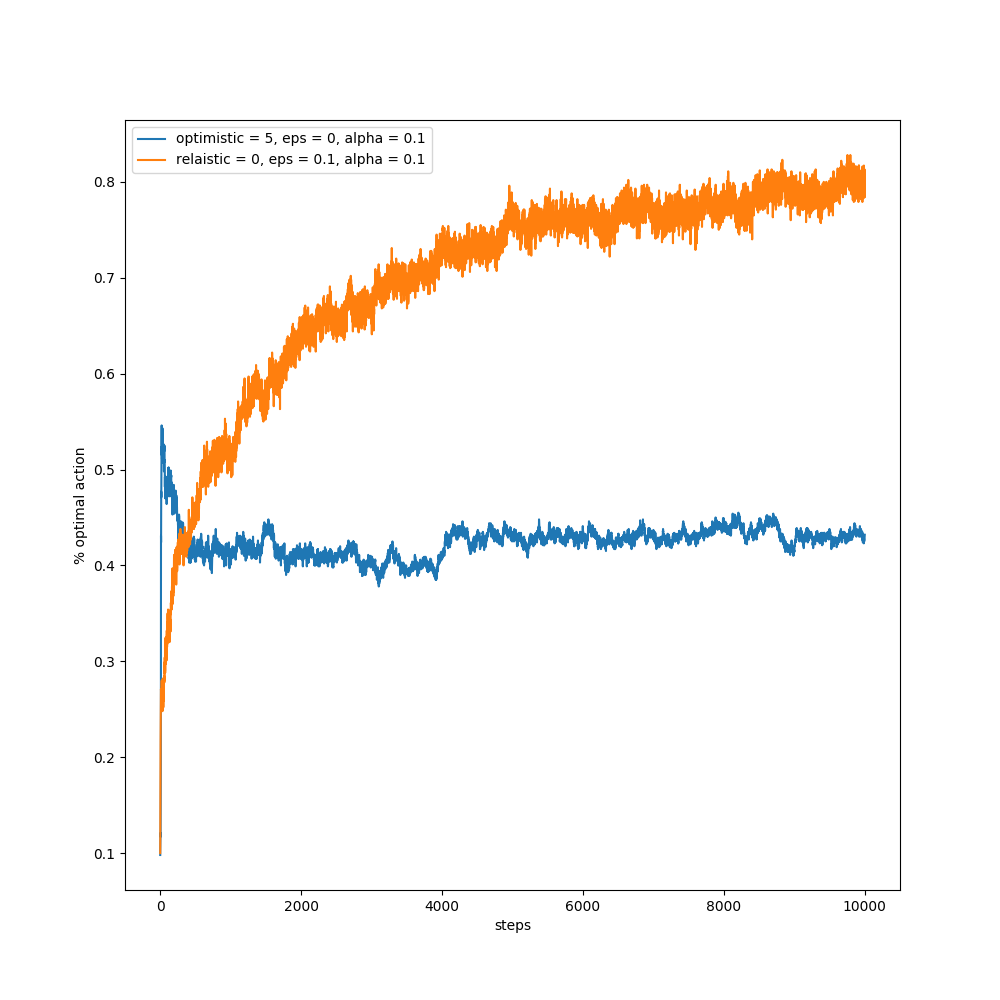 optimistic = 5, eps = 0, alpha = 0.1
relaistic = 0, eps = 0.1, alpha = 0.1
% optimal action
0.8
0.7
0.6
0.5
0.4
0.3
0.2
0.1
0 2000 4000 6000 8000 10000
steps